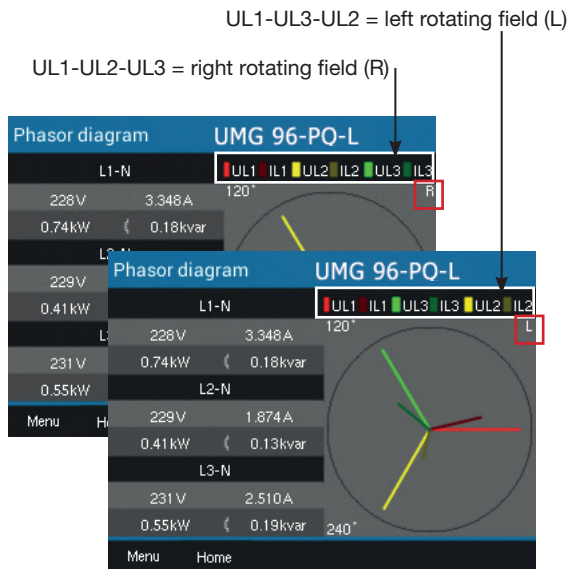 UL1-UL3-UL2 = left rotating field (L)
UL1-UL2-UL3 = right rotating field (R)
Phasor diagram UMG 96-PQ-L
L1-N UL1 IL1 UL2 IL2 UL3 IL3
228V 3.348A 120° R
0.74kW 0.18kvar
229V
0.41kW
231V
0.55kW
Menu
Phasor diagram UMG 96-PQ-L
L1-N UL1 IL1 UL3 IL3 UL2 IL2
228V 3.348A 120° L
0.74kW 0.18kvar
L2-N
229V 1.874A
0.41kW 0.13kvar
L3-N
231V 2.510A
0.55kW 0.19kvar 240°
Menu Home